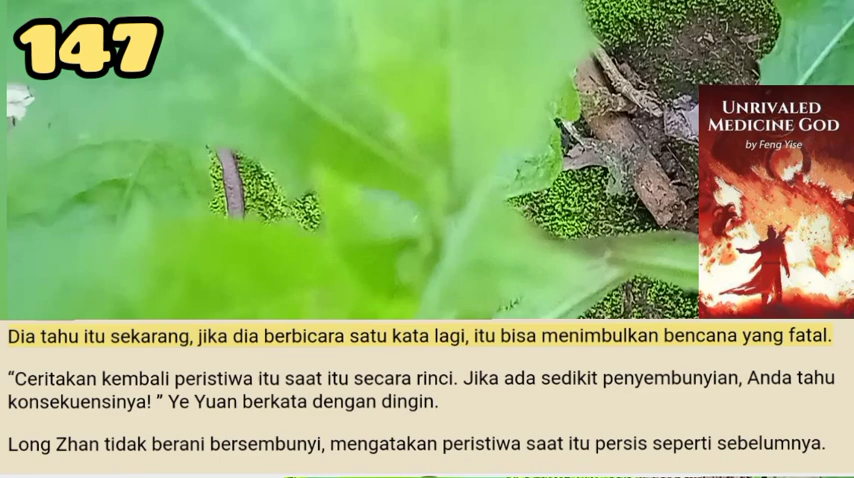 147
UNRIVALED
MEDICINE GOD
by Feng Yise
Dia tahu itu sekarang, jika dia berbicara satu kata lagi, itu bisa menimbulkan bencana yang fatal.
“Ceritakan kembali peristiwa itu saat itu secara rinci. Jika ada sedikit penyembunyian, Anda tahu
konsekuensinya! ” Ye Yuan berkata dengan dingin.
Long Zhan tidak berani bersembunyi, mengatakan peristiwa saat itu persis seperti sebelumnya.